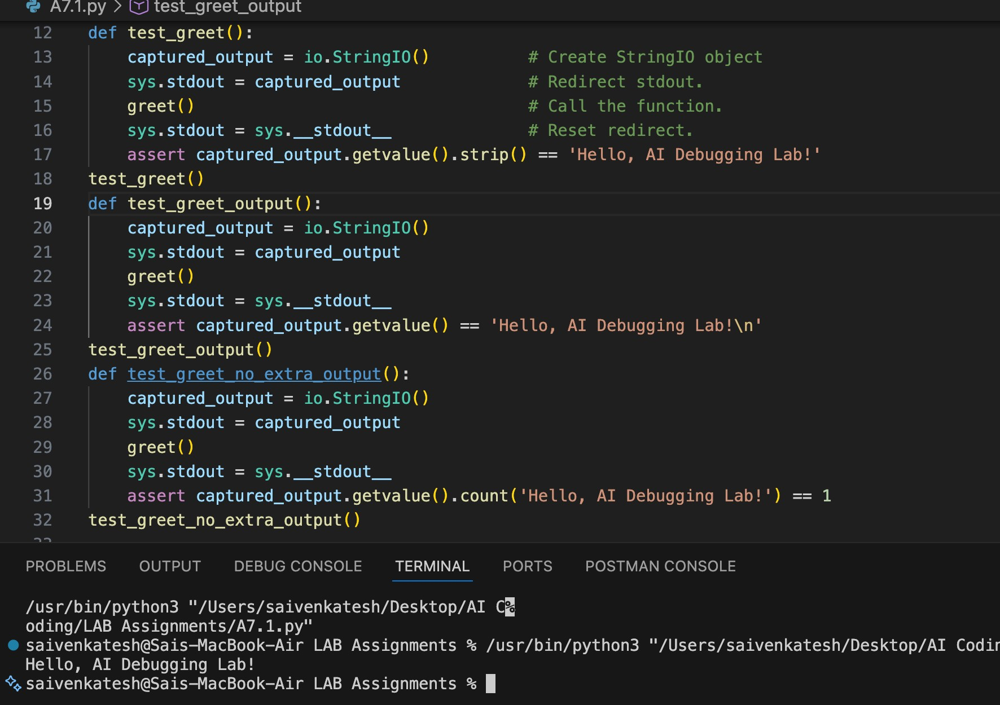 A7.1.py > test_greet_output
12 def test_greet():
13     captured_output = io.StringIO()          # Create StringIO object
14     sys.stdout = captured_output             # Redirect stdout.
15     greet()                                  # Call the function.
16     sys.stdout = sys.__stdout__              # Reset redirect.
17     assert captured_output.getvalue().strip() == 'Hello, AI Debugging Lab!'
18 test_greet()
19 def test_greet_output():
20     captured_output = io.StringIO()
21     sys.stdout = captured_output
22     greet()
23     sys.stdout = sys.__stdout__
24     assert captured_output.getvalue() == 'Hello, AI Debugging Lab!\n'
25 test_greet_output()
26 def test_greet_no_extra_output():
27     captured_output = io.StringIO()
28     sys.stdout = captured_output
29     greet()
30     sys.stdout = sys.__stdout__
31     assert captured_output.getvalue().count('Hello, AI Debugging Lab!') == 1
32 test_greet_no_extra_output()
PROBLEMS OUTPUT DEBUG CONSOLE TERMINAL PORTS POSTMAN CONSOLE
/usr/bin/python3 "/Users/saivenkatesh/Desktop/AI C%
oding/LAB Assignments/A7.1.py"
saivenkatesh@Sais-MacBook-Air LAB Assignments % /usr/bin/python3 "/Users/saivenkatesh/Desktop/AI Codin
Hello, AI Debugging Lab!
saivenkatesh@Sais-MacBook-Air LAB Assignments %